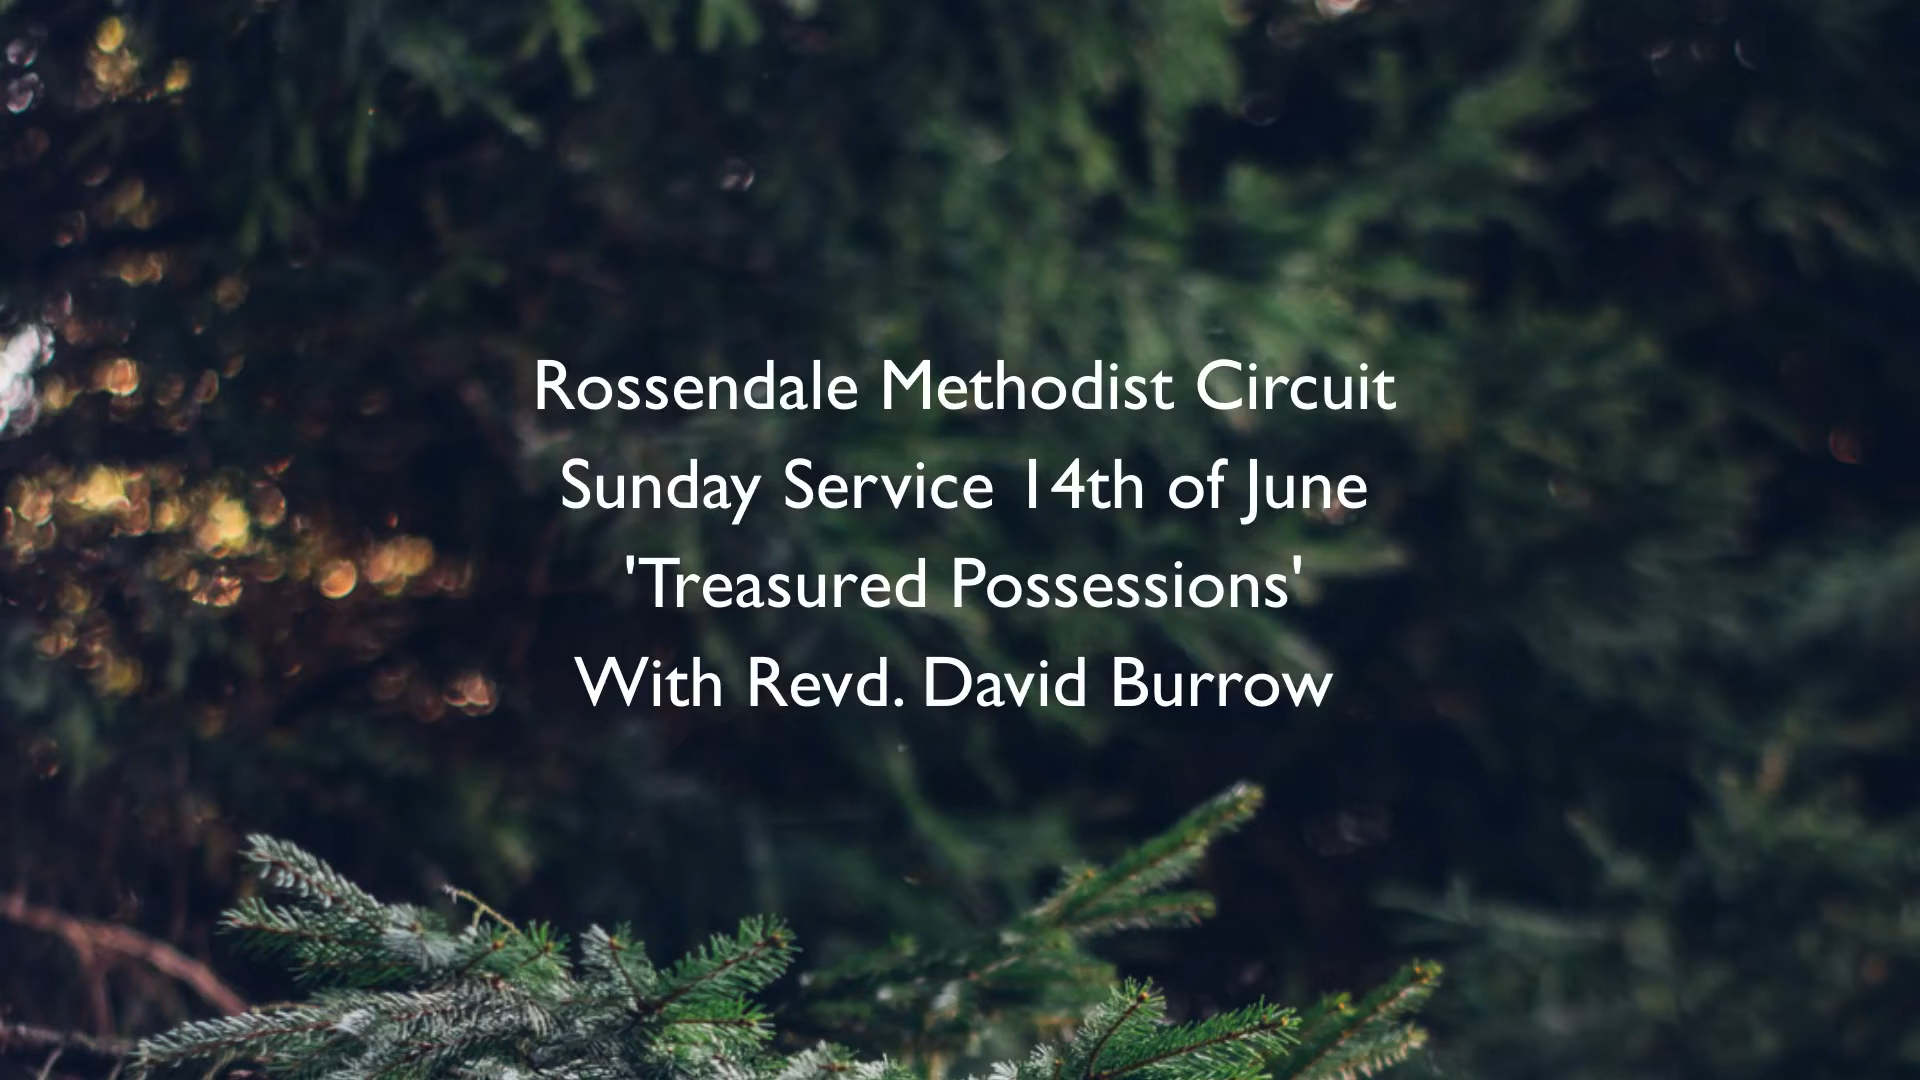 Rossendale Methodist Circuit
Sunday Service 14th of June
'Treasured Possessions'
With Revd. David Burrow